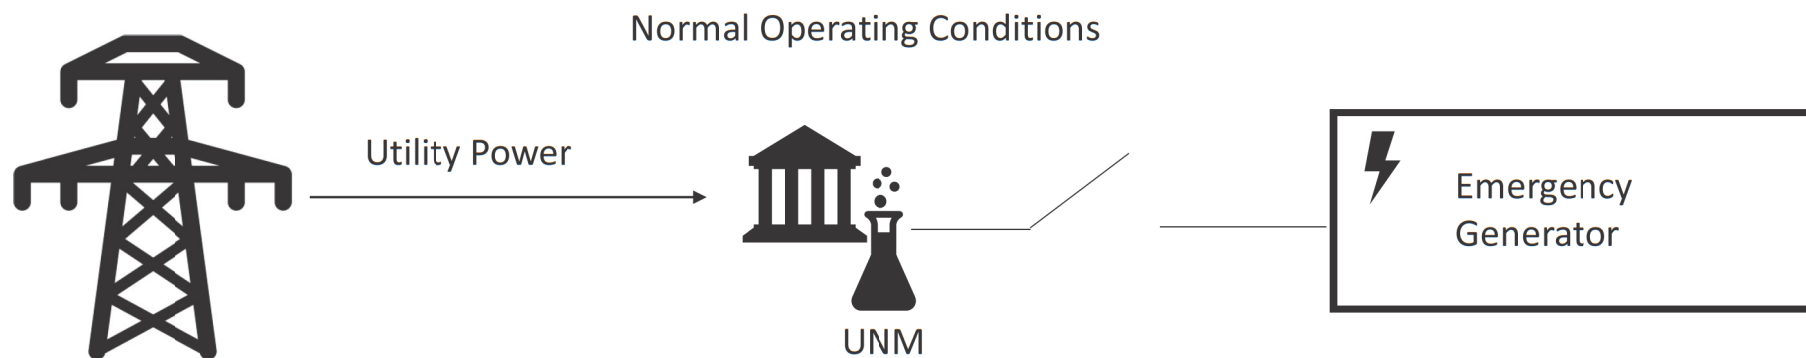 Normal Operating Conditions
Utility Power
Emergency
Generator
UNM